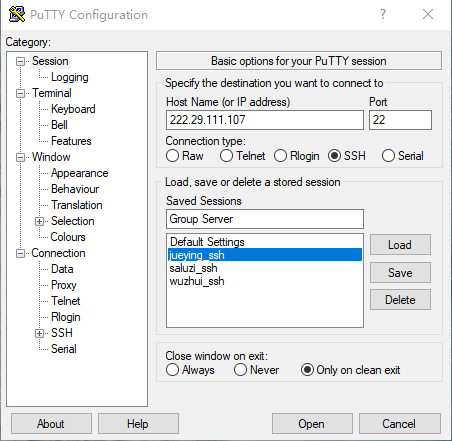 PuTTY Configuration
?
Category:
Session
Logging
Terminal
Keyboard
Bell
Features
Window
Appearance
Behaviour
Translation
Selection
Colours
Connection
Data
Proxy
Telnet
Rlogin
SSH
Serial
Basic options for your PuTTY session
Specify the destination you want to connect to
Host Name (or IP address) Port
222.29.111.107 22
Connection type:
Raw Telnet Rlogin SSH Serial
Load, save or delete a stored session
Saved Sessions
Group Server
Default Settings
jueying_ssh
saluzi_ssh
wuzhui_ssh
Load
Save
Delete
Close window on exit:
Always Never Only on clean exit
About Help Open Cancel